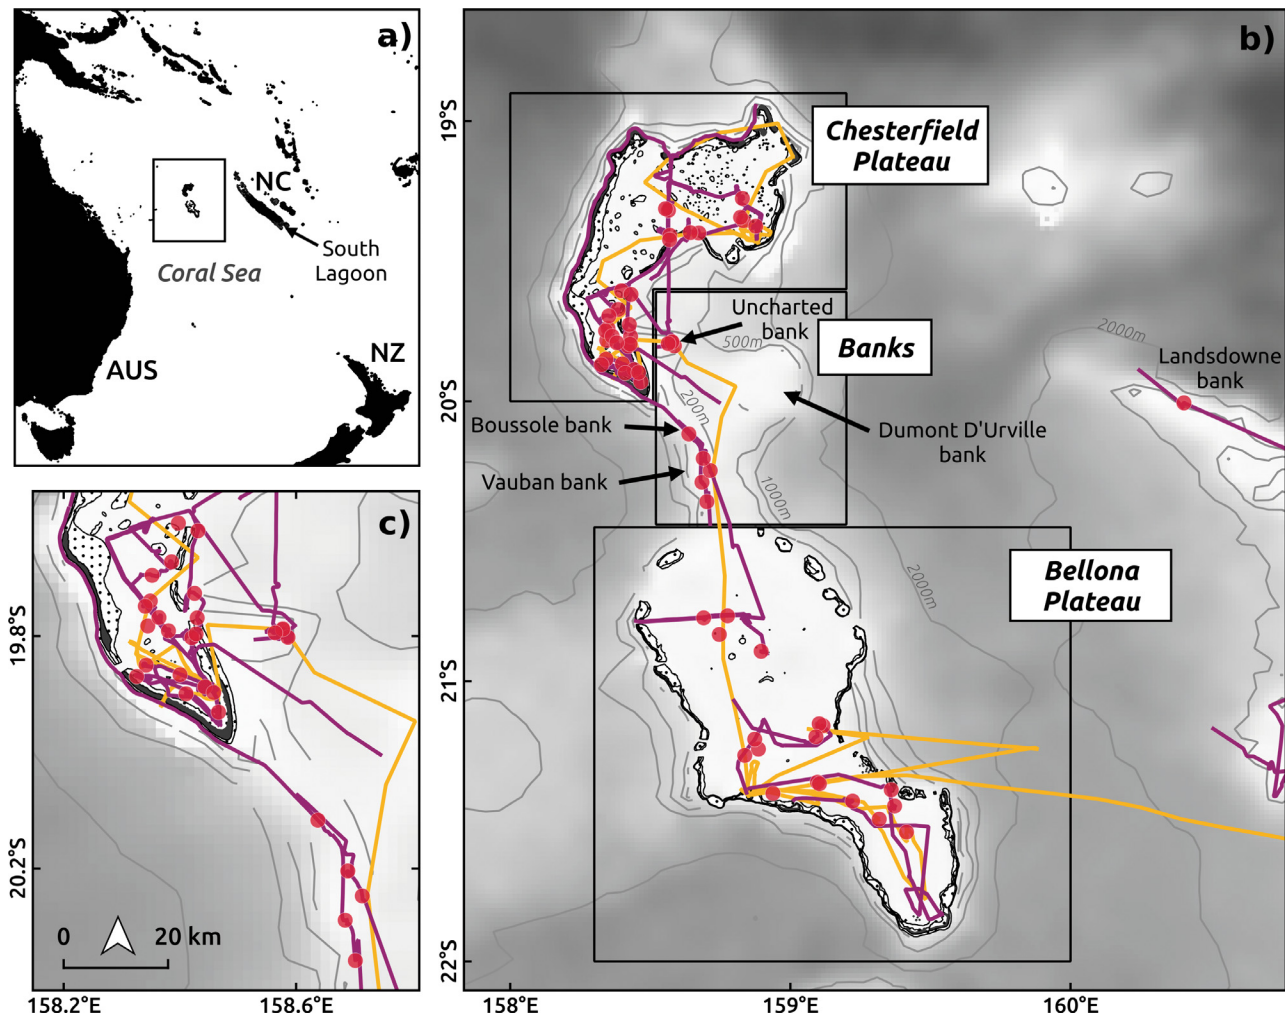 a)
NC
South
Lagoon
Coral Sea
AUS
NZ
b)
19°S
20°S
21°S
22°S
158°E
159°E
160°E
Chesterfield
Plateau
Uncharted
bank
500m
Banks
2000m
Landsdowne
bank
200m
Boussole bank
Dumont D'Urville
bank
Vauban bank
1000m
2000m
Bellona
Plateau
c)
19.8°S
20.2°S
0 20 km
158.2°E
158.6°E